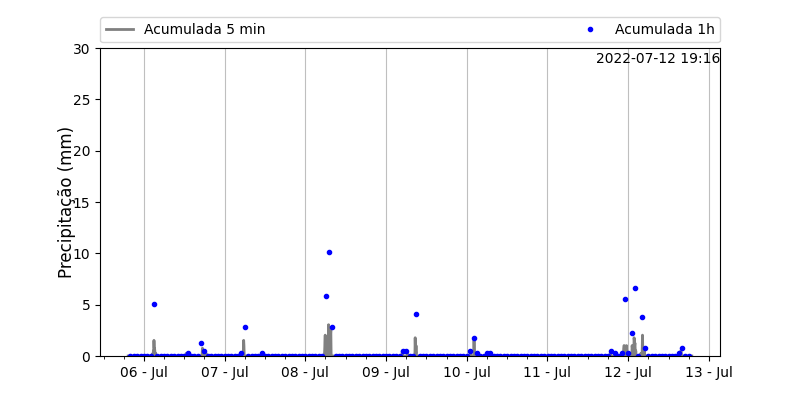 Acumulada 5 min
Acumulada 1h
2022-07-12 19:16
Precipitação (mm)
30
25
20
15
10
5
0
06 - Jul
07 - Jul
08 - Jul
09 - Jul
10 - Jul
11 - Jul
12 - Jul
13 - Jul